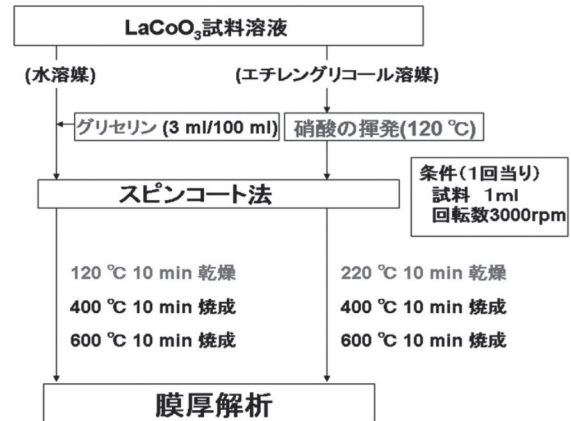 LaCoO₃試料溶液
(水溶媒)
(エチレングリコール溶媒)
グリセリン (3 ml/100 ml)
硝酸の揮発(120 ℃)
条件(1回当り)
試料 1ml
回転数3000rpm
スピンコート法
120 ℃ 10 min 乾燥
400 ℃ 10 min 焼成
600 ℃ 10 min 焼成
220 ℃ 10 min 乾燥
400 ℃ 10 min 焼成
600 ℃ 10 min 焼成
膜厚解析